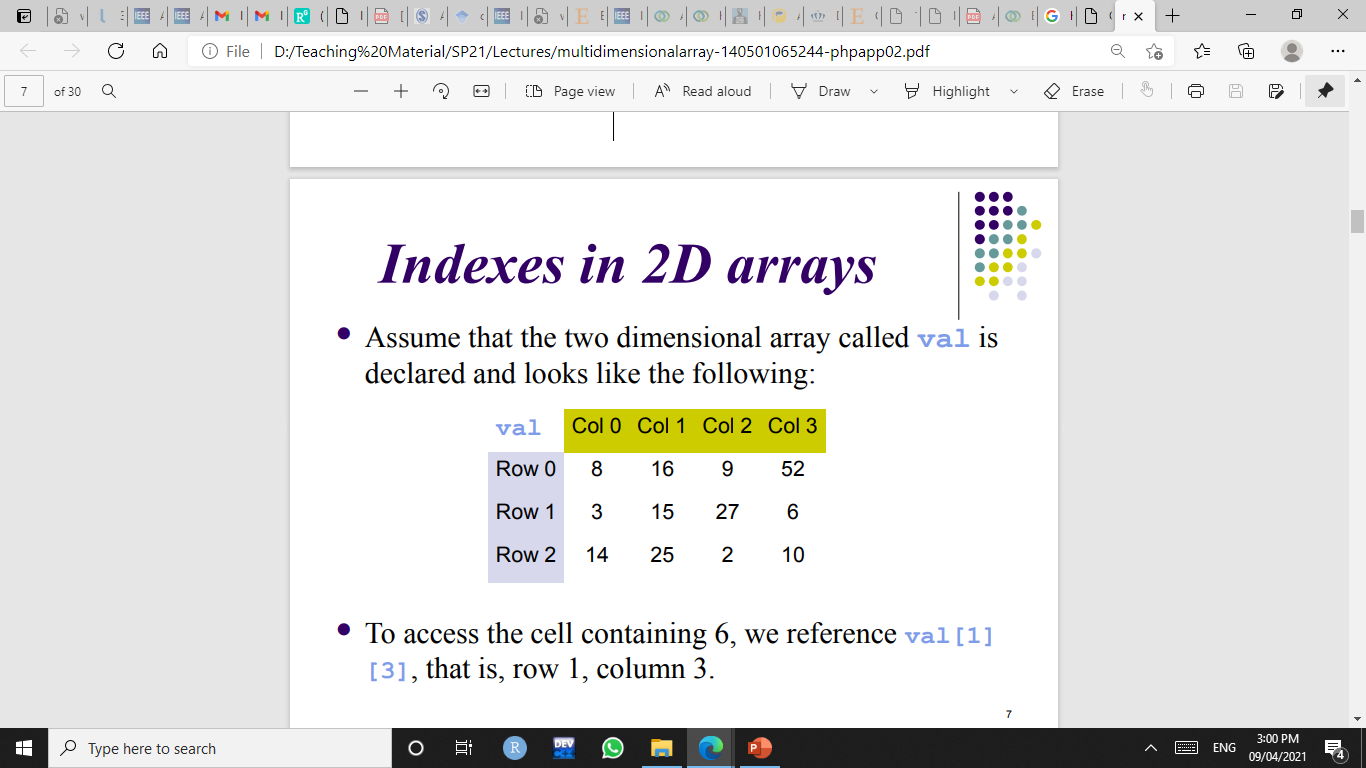 File D:/Teaching%20Material/SP21/Lectures/multidimensionalarray-140501065244-phpapp02.pdf
7 of 30 Page view Read aloud Draw Highlight Erase
Indexes in 2D arrays
Assume that the two dimensional array called val is
declared and looks like the following:
val Col 0 Col 1 Col 2 Col 3
Row 0 8 16 9 52
Row 1 3 15 27 6
Row 2 14 25 2 10
To access the cell containing 6, we reference val[1]
[3], that is, row 1, column 3.
7
Type here to search
ENG
3:00 PM
09/04/2021
4